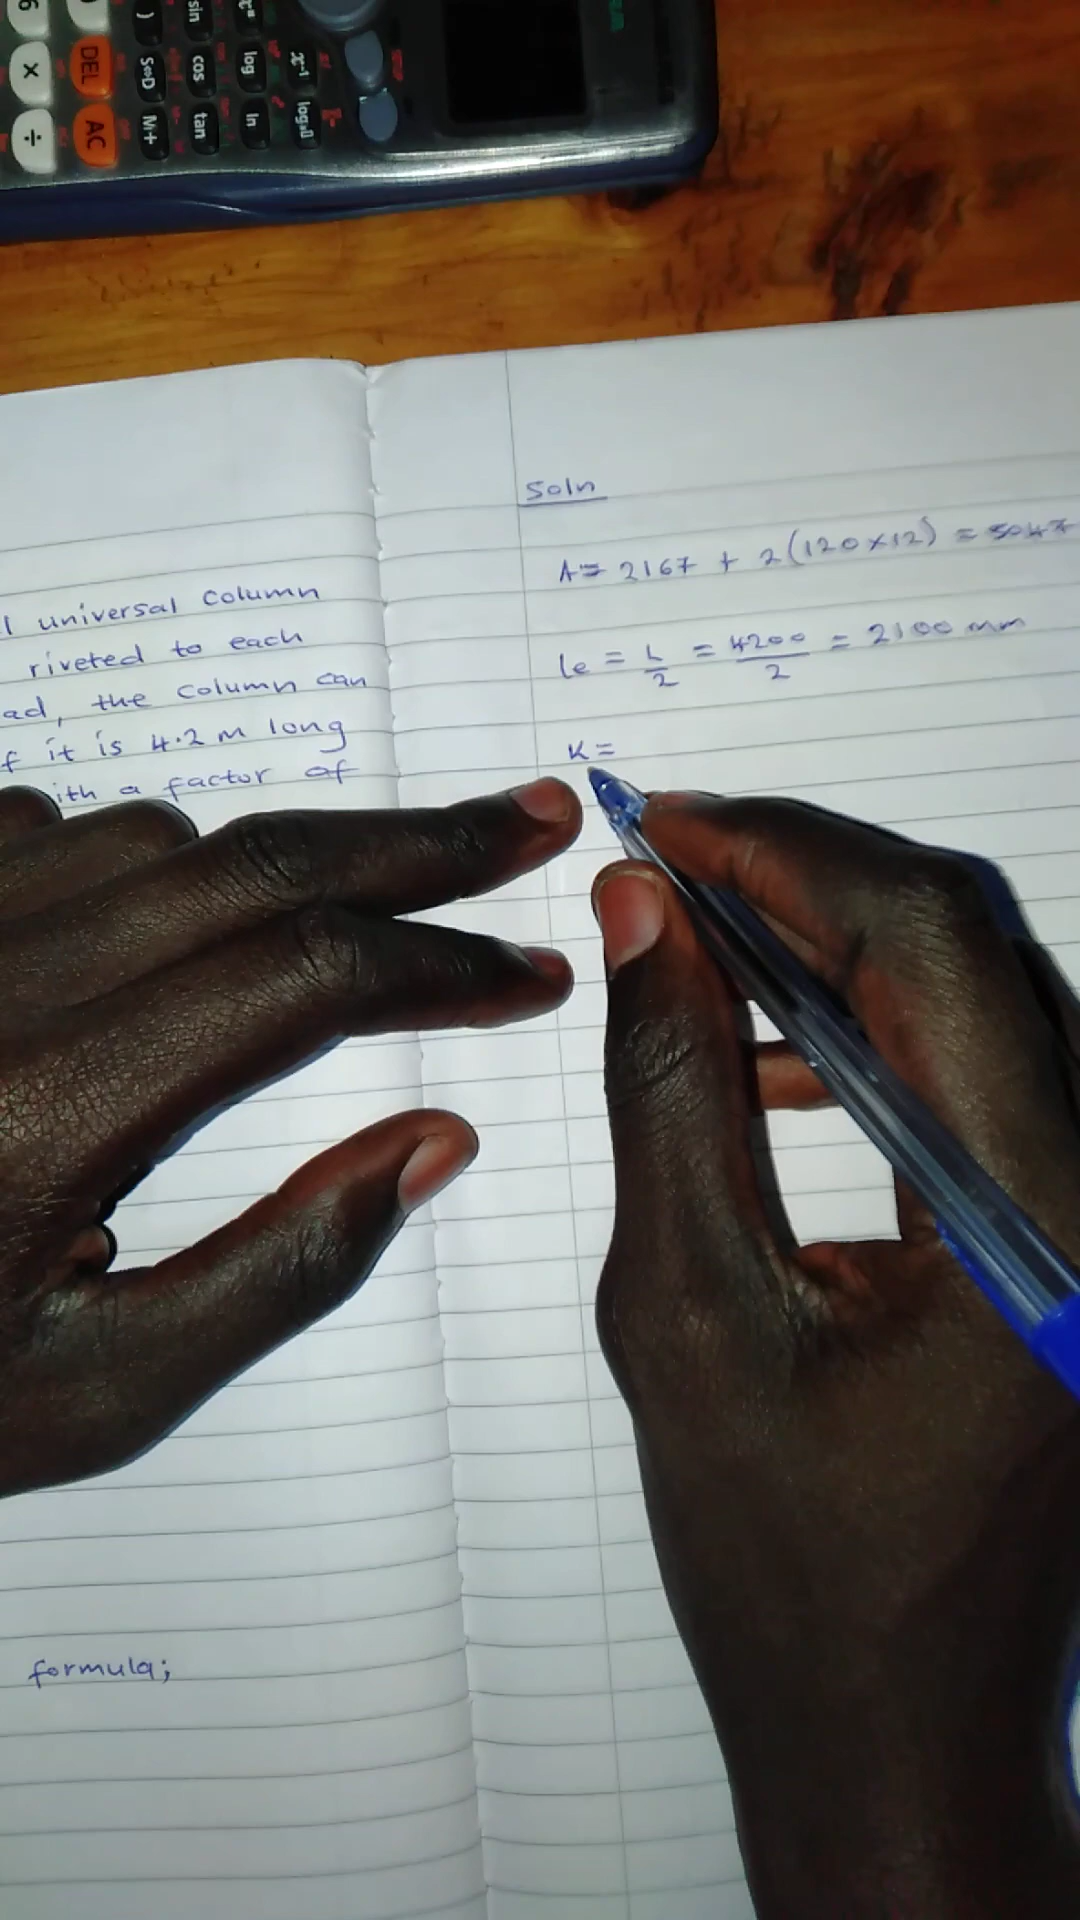 l universal column
riveted to each
ad, the column can
f it is 4.2 m long
ith a factor of
formula;
Soln
A = 2167 + 2(120×12) = 5047
le = L/2 = 4200/2 = 2100 mm
K =
6
×
÷
)
S⇔D
M+
DEL
AC
sin
cos
tan
log
ln
x⁻¹